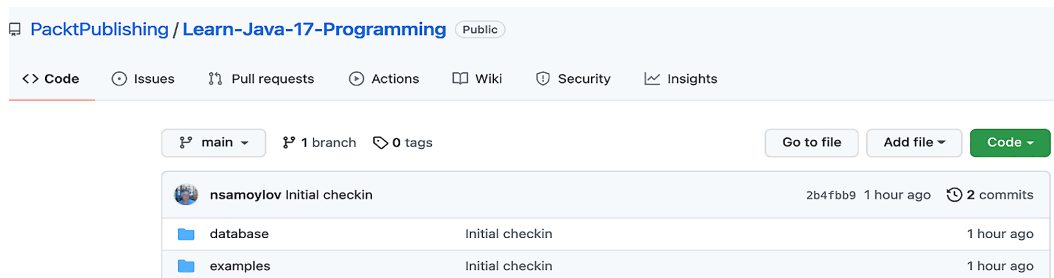 PacktPublishing / Learn-Java-17-Programming Public
<> Code Issues Pull requests Actions Wiki Security Insights
main 1 branch 0 tags Go to file Add file Code
nsamoylov Initial checkin 2b4fbb9 1 hour ago 2 commits
database Initial checkin 1 hour ago
examples Initial checkin 1 hour ago